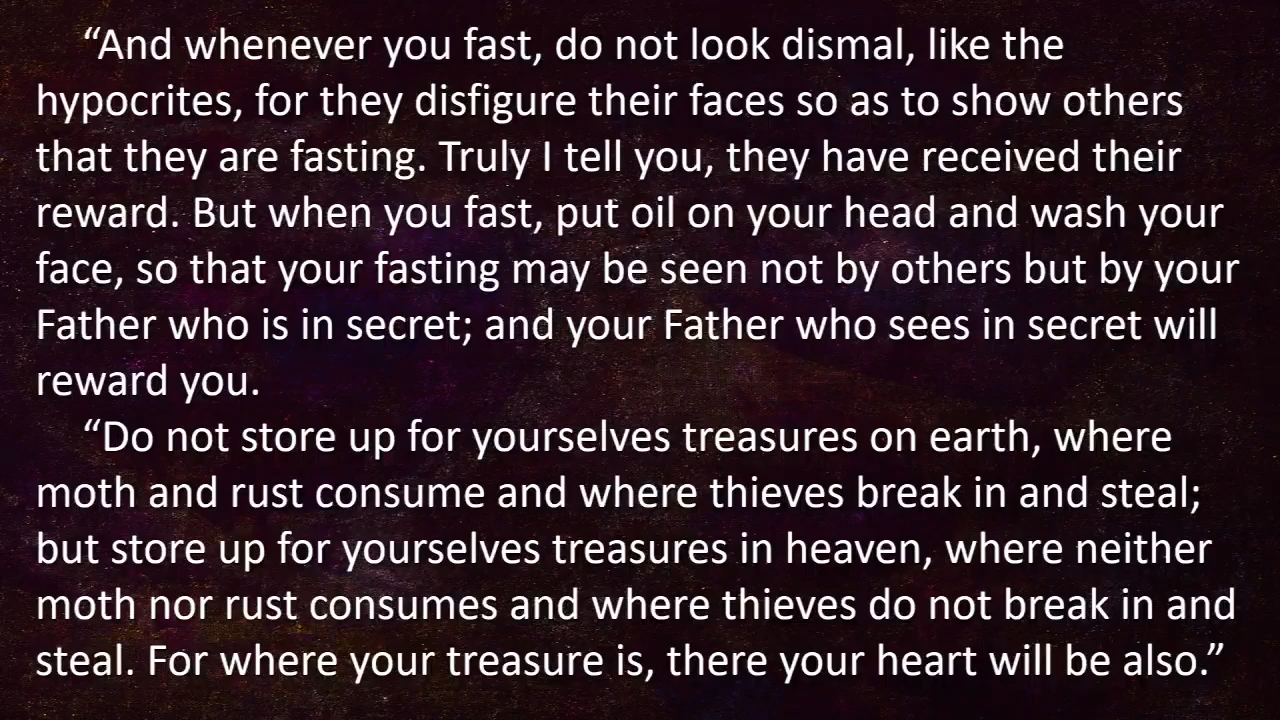 “And whenever you fast, do not look dismal, like the
hypocrites, for they disfigure their faces so as to show others
that they are fasting. Truly I tell you, they have received their
reward. But when you fast, put oil on your head and wash your
face, so that your fasting may be seen not by others but by your
Father who is in secret; and your Father who sees in secret will
reward you.
“Do not store up for yourselves treasures on earth, where
moth and rust consume and where thieves break in and steal;
but store up for yourselves treasures in heaven, where neither
moth nor rust consumes and where thieves do not break in and
steal. For where your treasure is, there your heart will be also.”